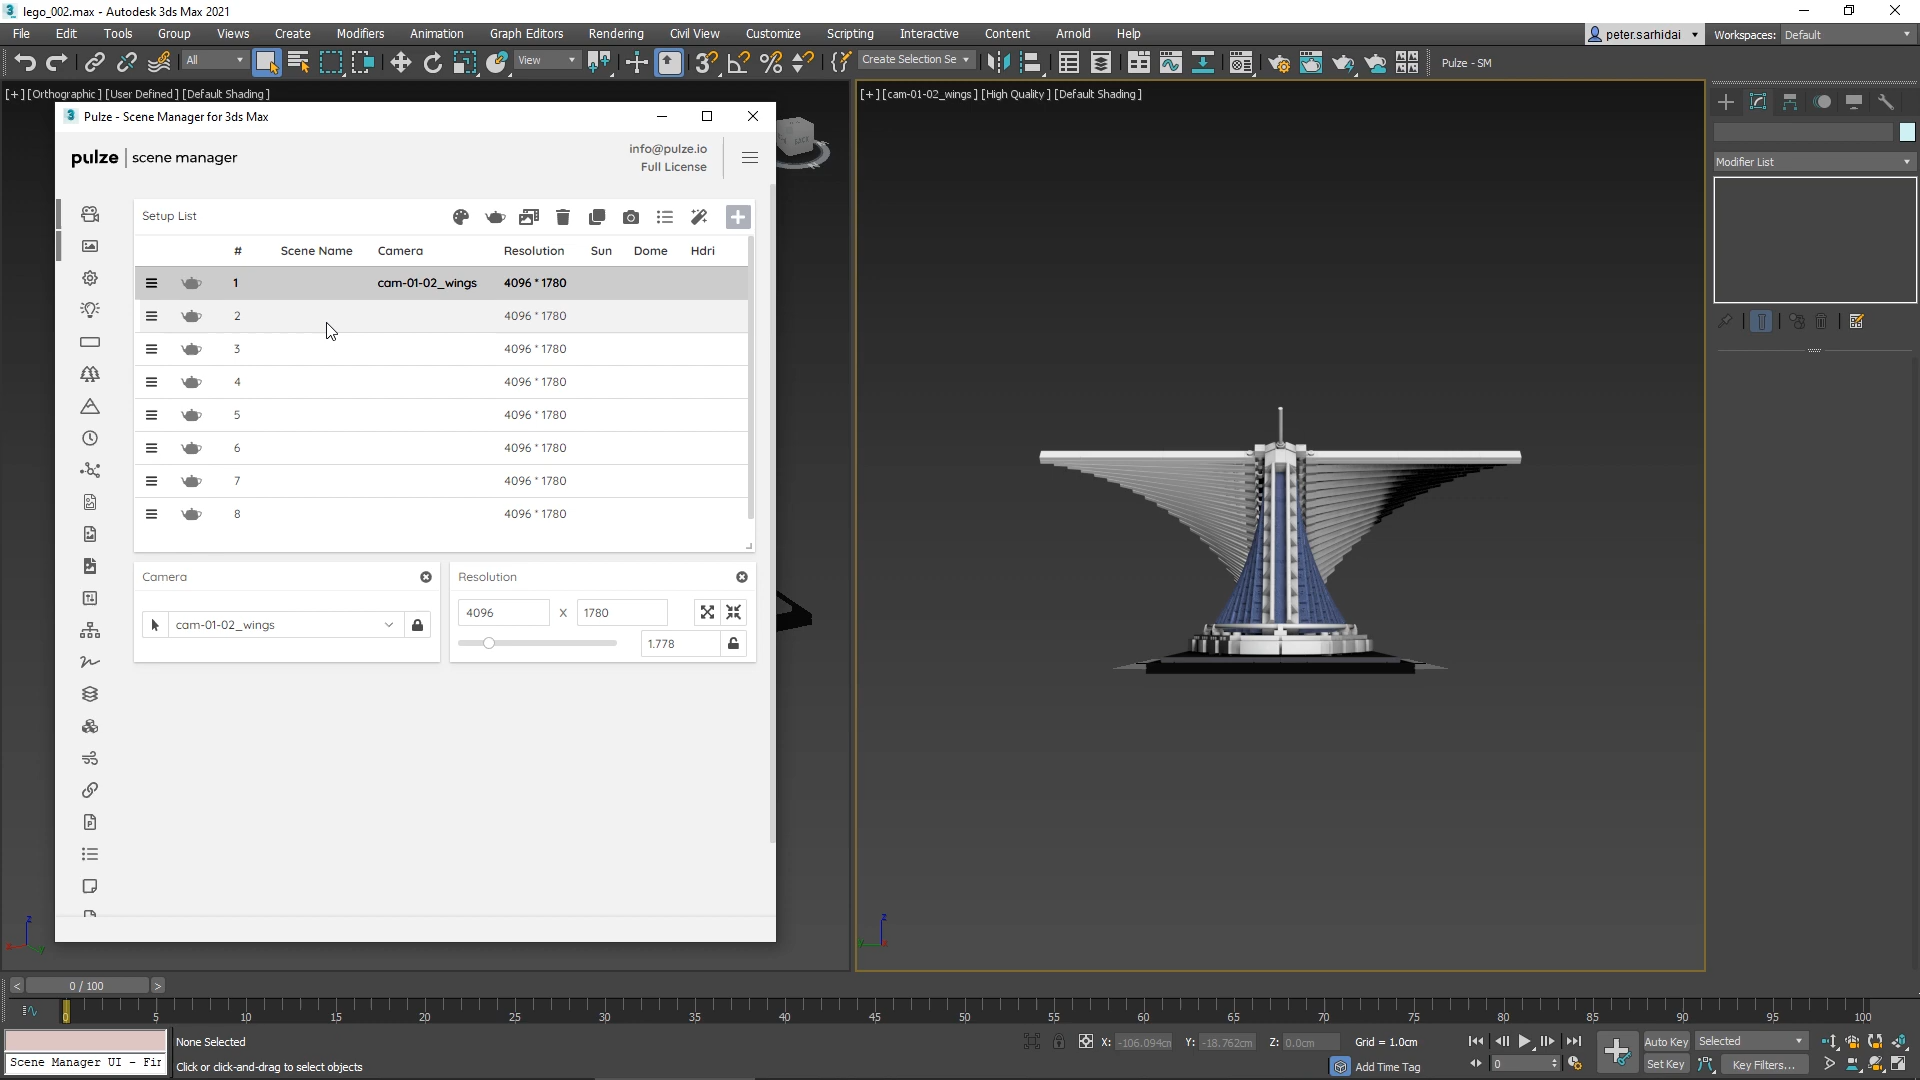 lego_002.max - Autodesk 3ds Max 2021
File Edit Tools Group Views Create Modifiers Animation Graph Editors Rendering Civil View Customize Scripting Interactive Content Arnold Help
peter.sarhidai Workspaces: Default
All View Create Selection Se Pulze - SM
[+] [Orthographic] [User Defined] [Default Shading]
[+] [cam-01-02_wings] [High Quality] [Default Shading]
Pulze - Scene Manager for 3ds Max
pulze | scene manager
info@pulze.io
Full License
Setup List
# Scene Name Camera Resolution Sun Dome Hdri
1 cam-01-02_wings 4096 * 1780
2 4096 * 1780
3 4096 * 1780
4 4096 * 1780
5 4096 * 1780
6 4096 * 1780
7 4096 * 1780
8 4096 * 1780
Camera
cam-01-02_wings
Resolution
4096 X 1780
1.778
Modifier List
0 / 100
0 5 10 15 20 25 30 35 40 45 50 55 60 65 70 75 80 85 90 95 100
None Selected
X: -106.094cm Y: -18.762cm Z: 0.0cm Grid = 1.0cm
Auto Key Selected
Scene Manager UI - Fir
Click or click-and-drag to select objects
Add Time Tag
0
Set Key Key Filters...